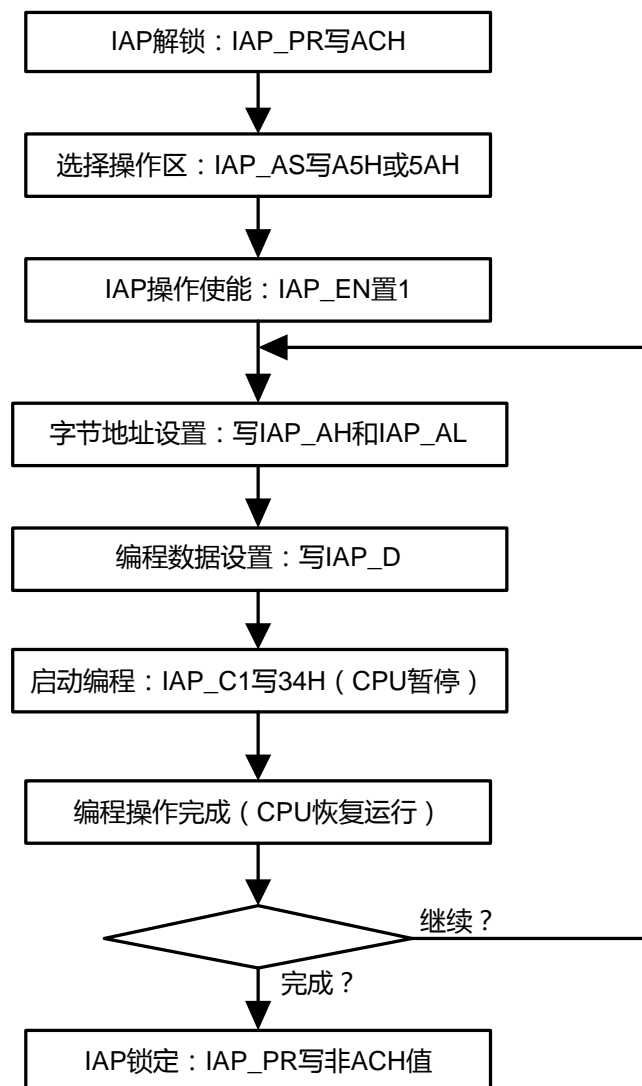 IAP解锁：IAP_PR写ACH
选择操作区：IAP_AS写A5H或5AH
IAP操作使能：IAP_EN置1
字节地址设置：写IAP_AH和IAP_AL
编程数据设置：写IAP_D
启动编程：IAP_C1写34H（CPU暂停）
编程操作完成（CPU恢复运行）
继续？
完成？
IAP锁定：IAP_PR写非ACH值